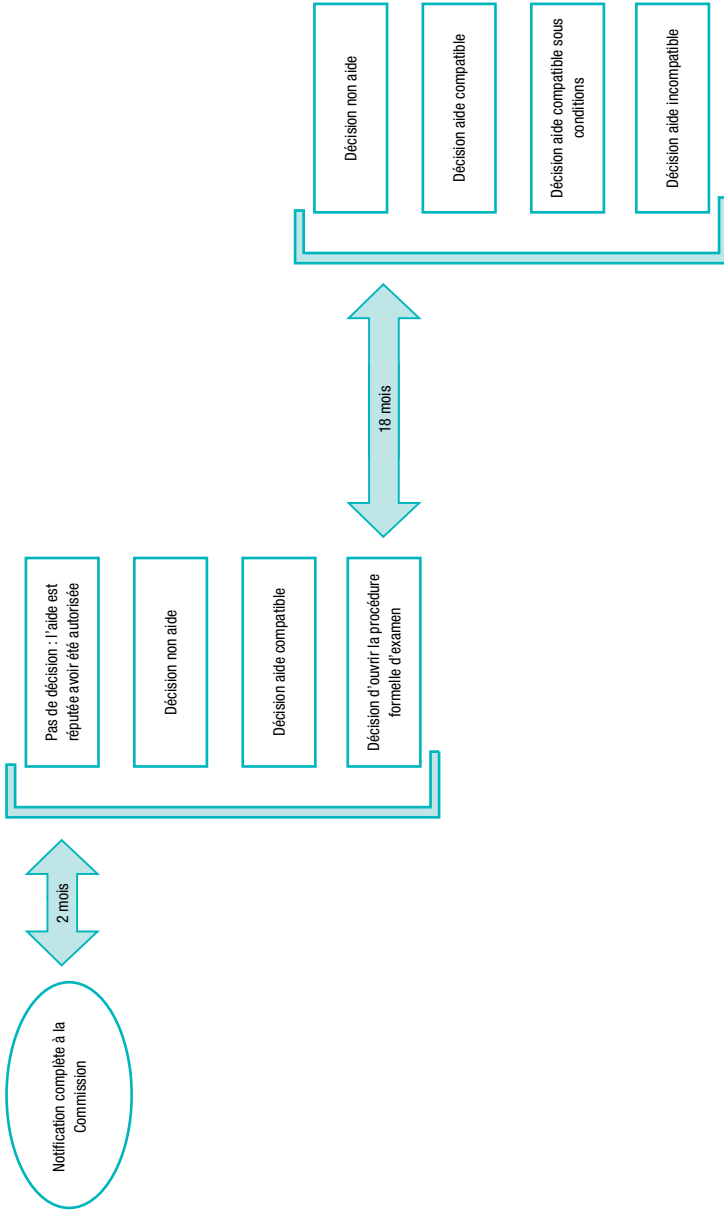 Notification complète à la
Commission
2 mois
Pas de décision : l'aide est
réputée avoir été autorisée
Décision non aide
Décision aide compatible
Décision d'ouvrir la procédure
formelle d'examen
18 mois
Décision non aide
Décision aide compatible
Décision aide compatible sous
conditions
Décision aide incompatible